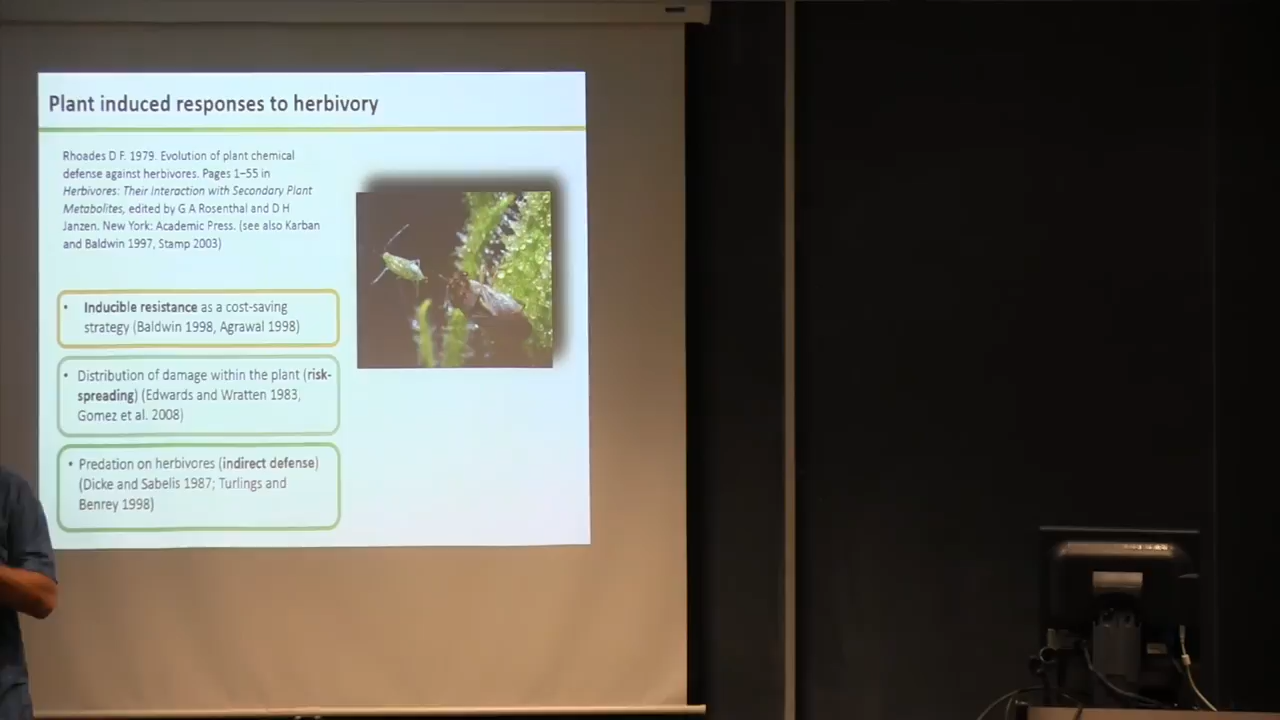 Plant induced responses to herbivory
Rhoades D F. 1979. Evolution of plant chemical
defense against herbivores. Pages 1–55 in
Herbivores: Their Interaction with Secondary Plant
Metabolites, edited by G A Rosenthal and D H
Janzen. New York: Academic Press. (see also Karban
and Baldwin 1997, Stamp 2003)
• Inducible resistance as a cost-saving
strategy (Baldwin 1998, Agrawal 1998)
• Distribution of damage within the plant (risk-
spreading) (Edwards and Wratten 1983,
Gomez et al. 2008)
• Predation on herbivores (indirect defense)
(Dicke and Sabelis 1987; Turlings and
Benrey 1998)